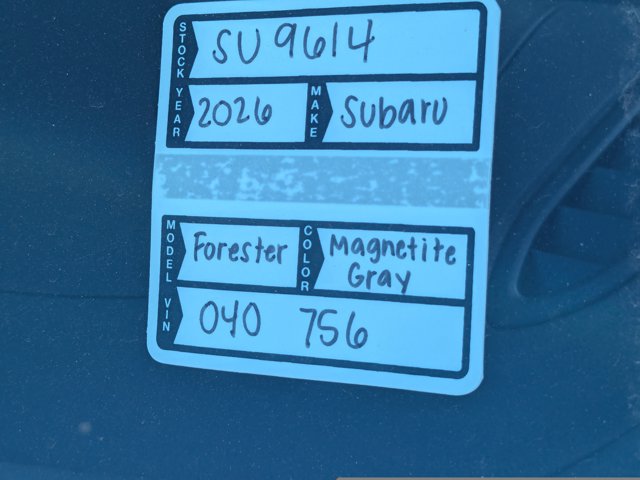 STOCK SU9614
YEAR 2026 MAKE Subaru
MODEL Forester COLOR Magnetite Gray
VIN 040 756